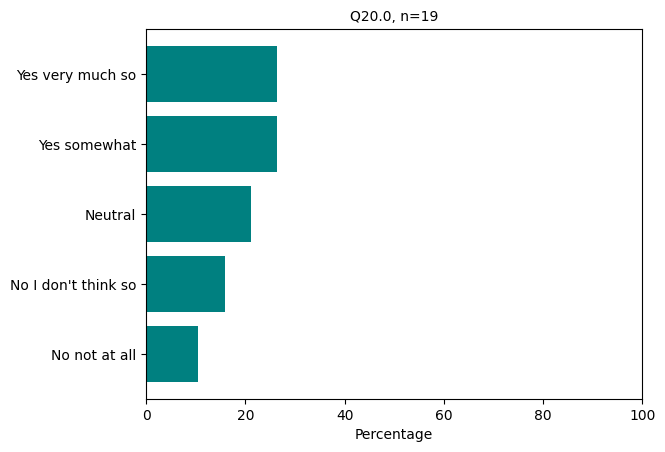 Q20.0, n=19
Yes very much so
Yes somewhat
Neutral
No I don't think so
No not at all
0 20 40 60 80 100
Percentage